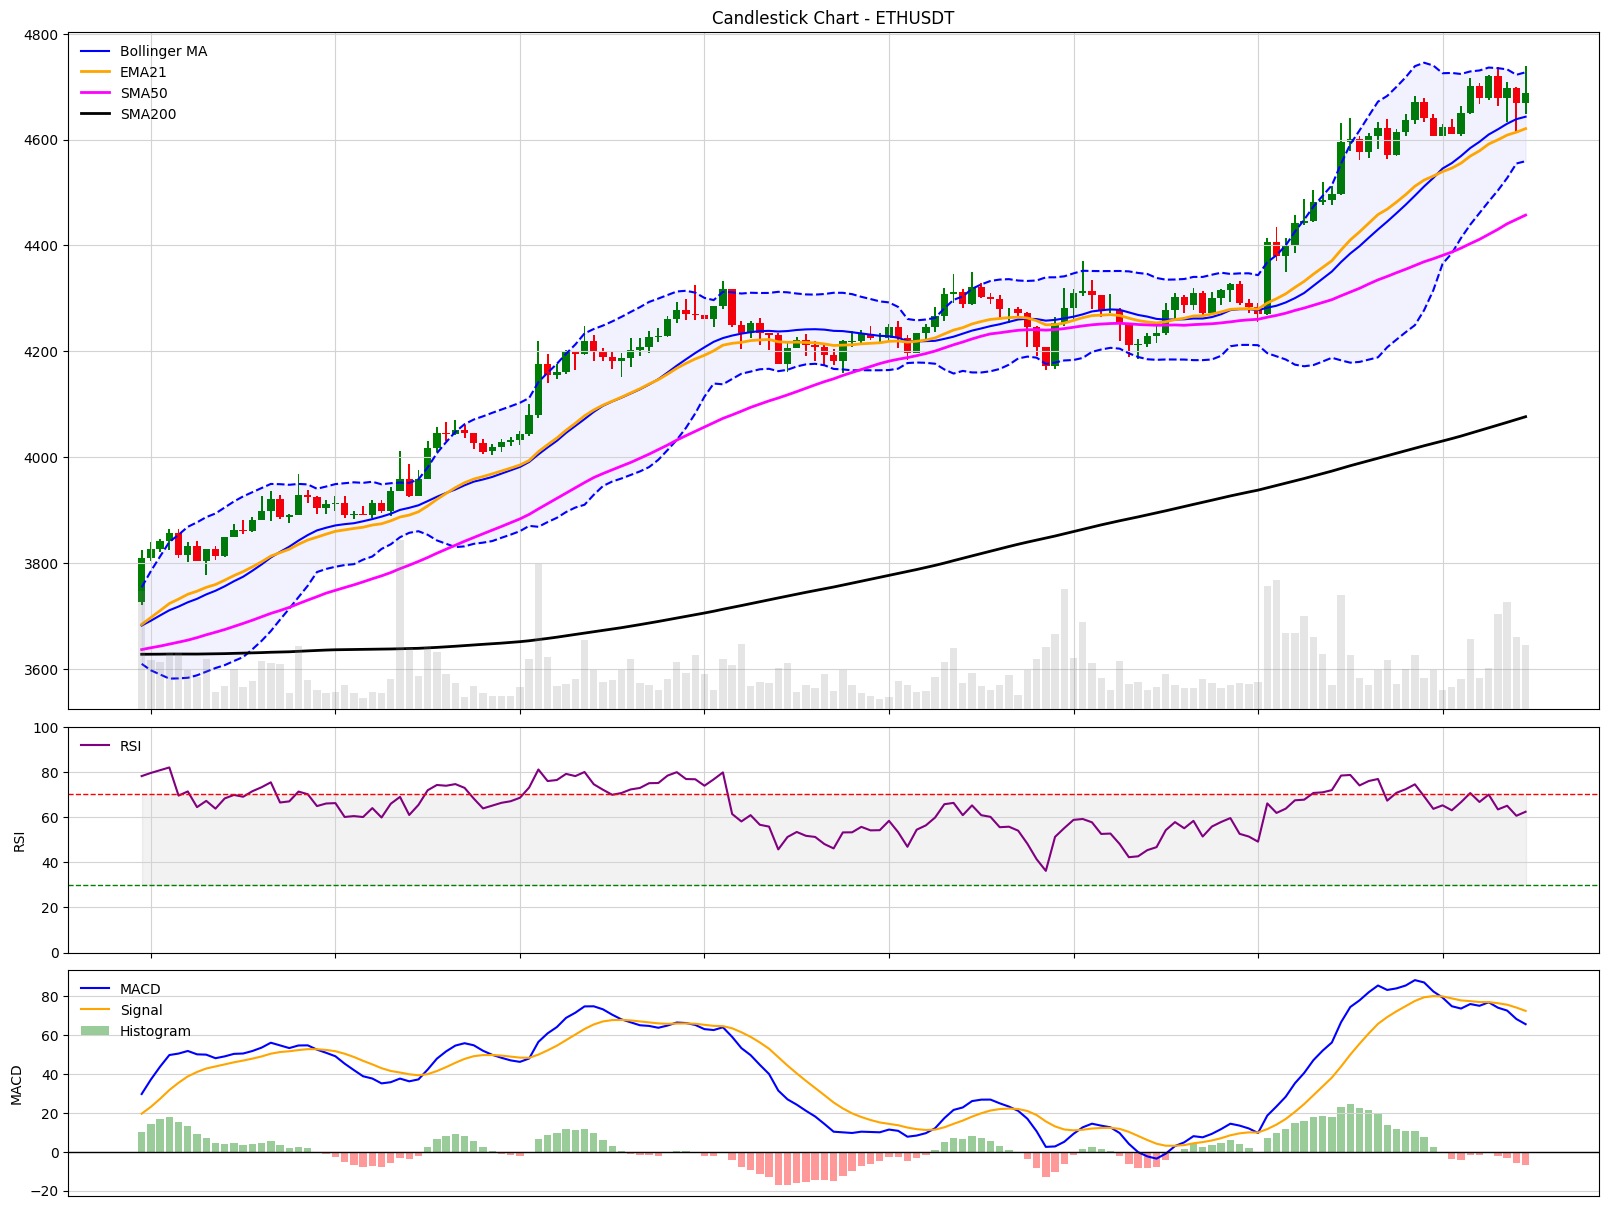 Candlestick Chart - ETHUSDT
4800
4600
4400
4200
4000
3800
3600
Bollinger MA
EMA21
SMA50
SMA200
100
80
60
40
20
0
RSI
RSI
80
60
40
20
0
−20
MACD
MACD
Signal
Histogram